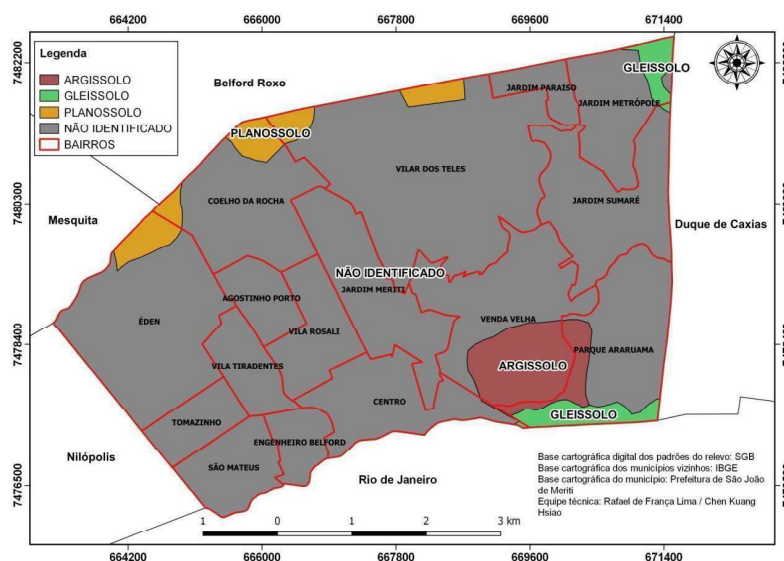 664200 666000 667800 669600 671400
7482200
7480300
7478400
7476500
Legenda
ARGISSOLO
GLEISSOLO
PLANOSSOLO
NÃO IDENTIFICADO
BAIRROS
Belford Roxo
GLEISSOLO
JARDIM PARAISO
JARDIM METRÓPOLE
PLANOSSOLO
VILAR DOS TELES
COELHO DA ROCHA
JARDIM SUMARÉ
Mesquita
Duque de Caxias
NÃO IDENTIFICADO
JARDIM MERITI
AGOSTINHO PORTO
ÉDEN
VILA ROSALI
VENDA VELHA
PARQUE ARARUAMA
VILA TIRADENTES
ARGISSOLO
CENTRO
GLEISSOLO
TOMAZINHO
ENGENHEIRO BELFORD
Nilópolis
SÃO MATEUS
Rio de Janeiro
Base cartográfica digital dos padrões do relevo: SGB
Base cartográfica dos municípios vizinhos: IBGE
Base cartográfica do município: Prefeitura de São João
de Meriti
Equipe técnica: Rafael de França Lima / Chen Kuang
Hsiao
1 0 1 2 3 km
664200 666000 667800 669600 671400